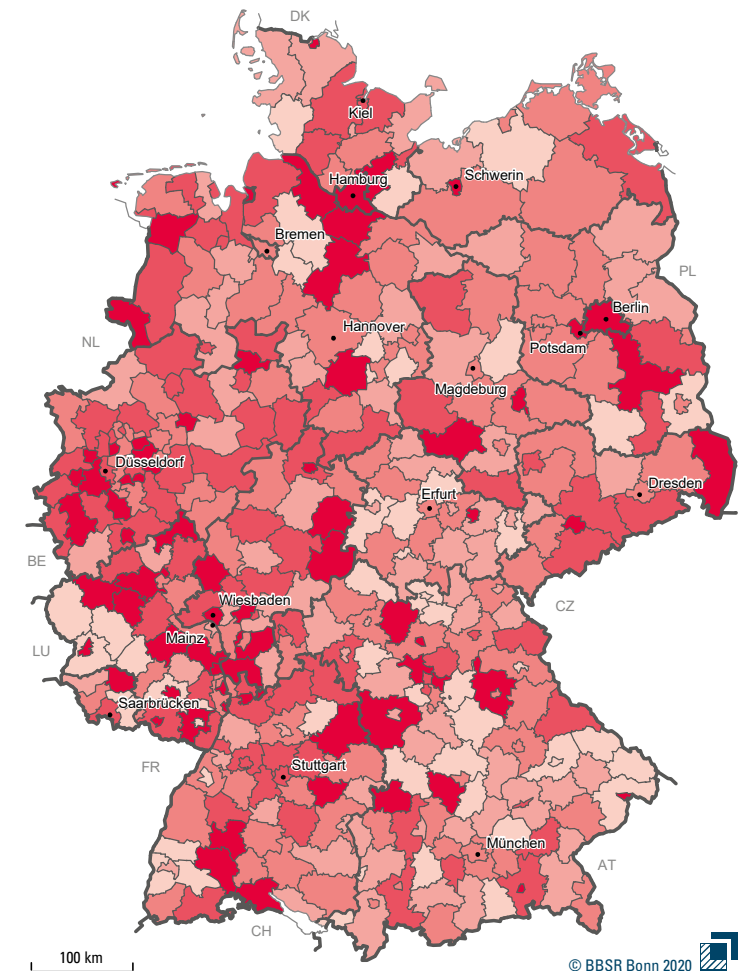 DK
Kiel
Hamburg
Schwerin
Bremen
PL
Berlin
Hannover
NL
Potsdam
Magdeburg
Düsseldorf
Dresden
Erfurt
BE
Wiesbaden
CZ
Mainz
LU
Saarbrücken
FR
Stuttgart
München
AT
CH
100 km
© BBSR Bonn 2020